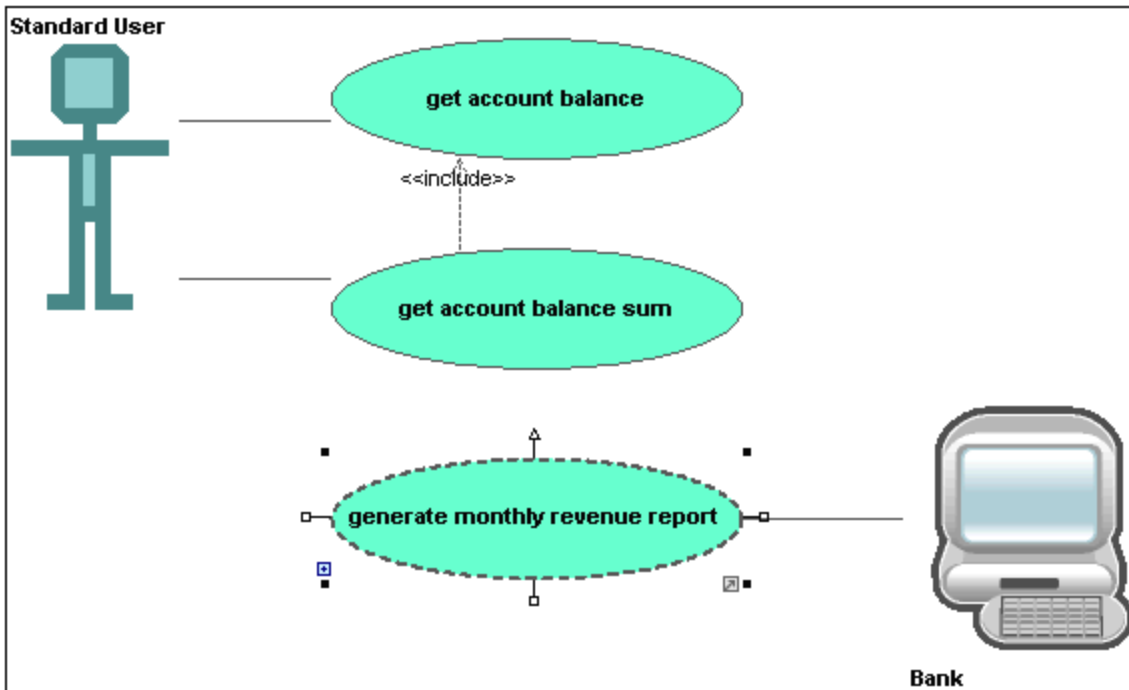 Standard User
get account balance
<<include>>
get account balance sum
generate monthly revenue report
Bank